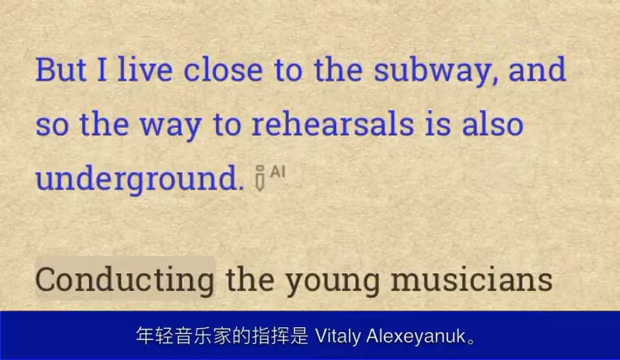 But I live close to the subway, and
so the way to rehearsals is also
underground. AI
Conducting the young musicians
年轻音乐家的指挥是 Vitaly Alexeyanuk。